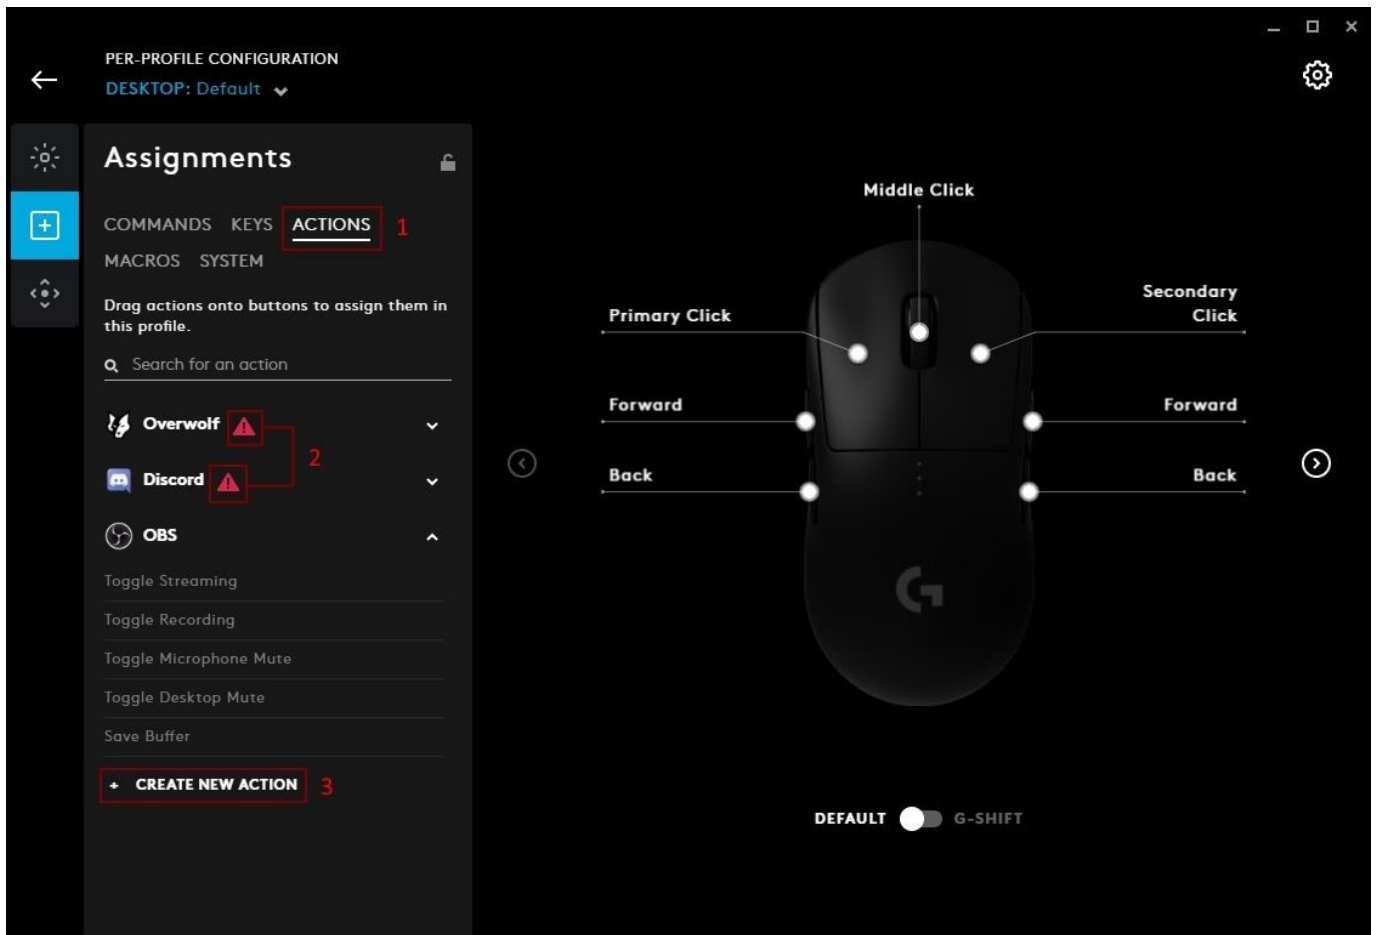 PER-PROFILE CONFIGURATION
DESKTOP: Default
Assignments
COMMANDS KEYS ACTIONS 1
MACROS SYSTEM
Drag actions onto buttons to assign them in
this profile.
Search for an action
Overwolf
2
Discord
OBS
Toggle Streaming
Toggle Recording
Toggle Microphone Mute
Toggle Desktop Mute
Save Buffer
+ CREATE NEW ACTION 3
Middle Click
Primary Click
Secondary
Click
Forward
Forward
Back
Back
G
DEFAULT G-SHIFT